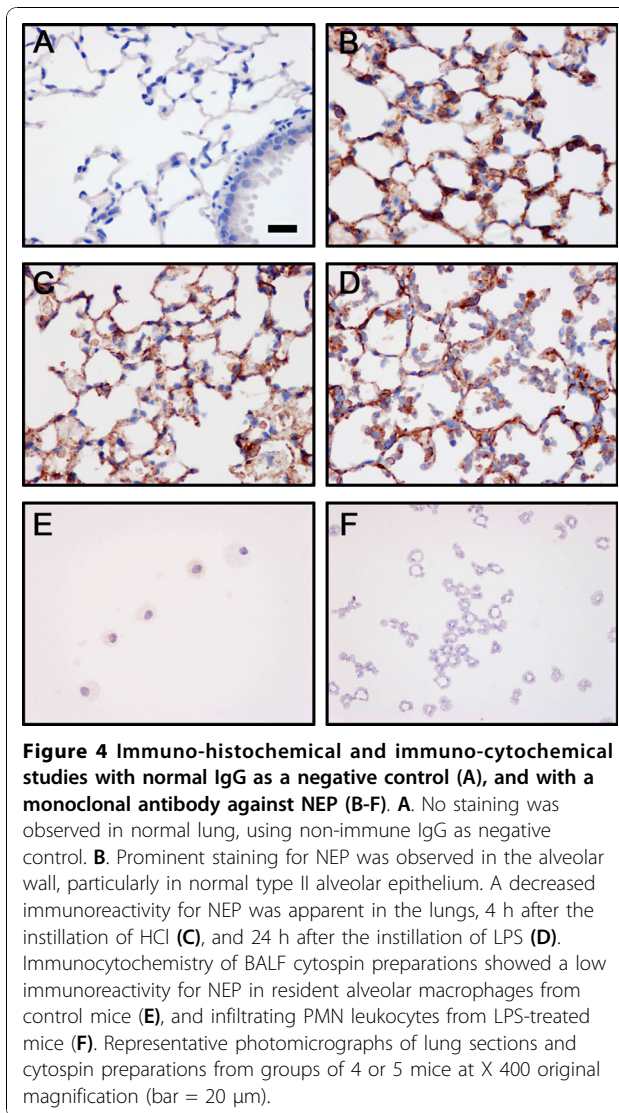 A
B
C
D
E
F
Figure 4 Immuno-histochemical and immuno-cytochemical
studies with normal IgG as a negative control (A), and with a
monoclonal antibody against NEP (B-F). A. No staining was
observed in normal lung, using non-immune IgG as negative
control. B. Prominent staining for NEP was observed in the alveolar
wall, particularly in normal type II alveolar epithelium. A decreased
immunoreactivity for NEP was apparent in the lungs, 4 h after the
instillation of HCl (C), and 24 h after the instillation of LPS (D).
Immunocytochemistry of BALF cytospin preparations showed a low
immunoreactivity for NEP in resident alveolar macrophages from
control mice (E), and infiltrating PMN leukocytes from LPS-treated
mice (F). Representative photomicrographs of lung sections and
cytospin preparations from groups of 4 or 5 mice at X 400 original
magnification (bar = 20 μm).